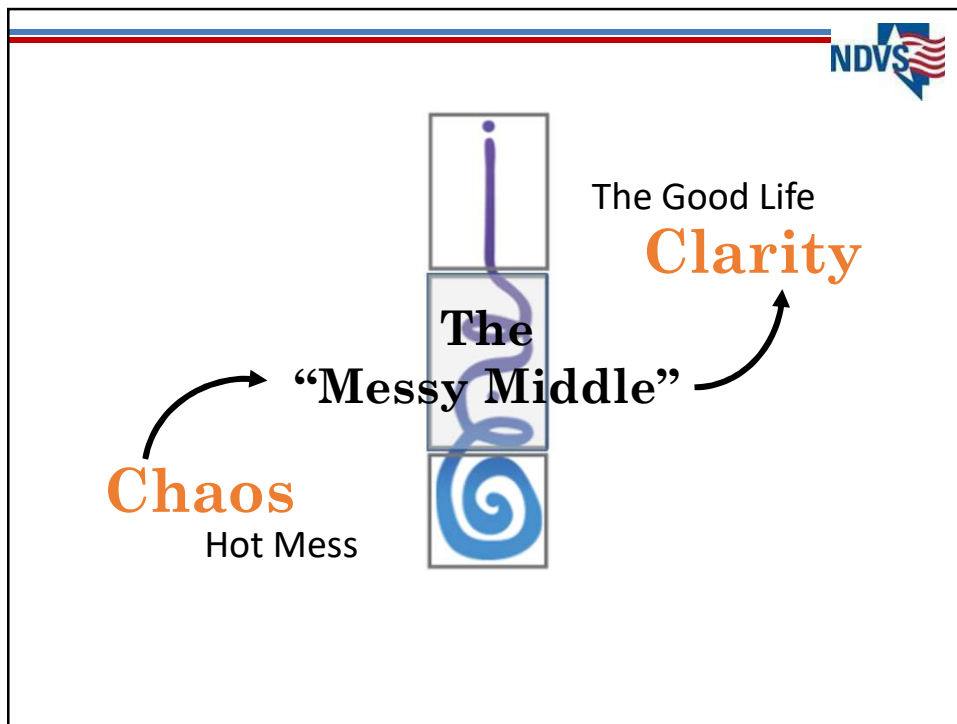 NDVS
The Good Life
Clarity
The
“Messy Middle”
Chaos
Hot Mess